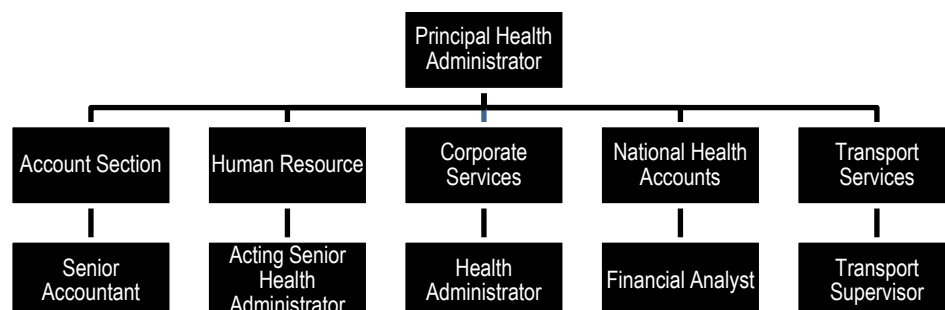 Principal Health
Administrator
Account Section
Human Resource
Corporate
Services
National Health
Accounts
Transport
Services
Senior
Accountant
Acting Senior
Health
Administrator
Health
Administrator
Financial Analyst
Transport
Supervisor